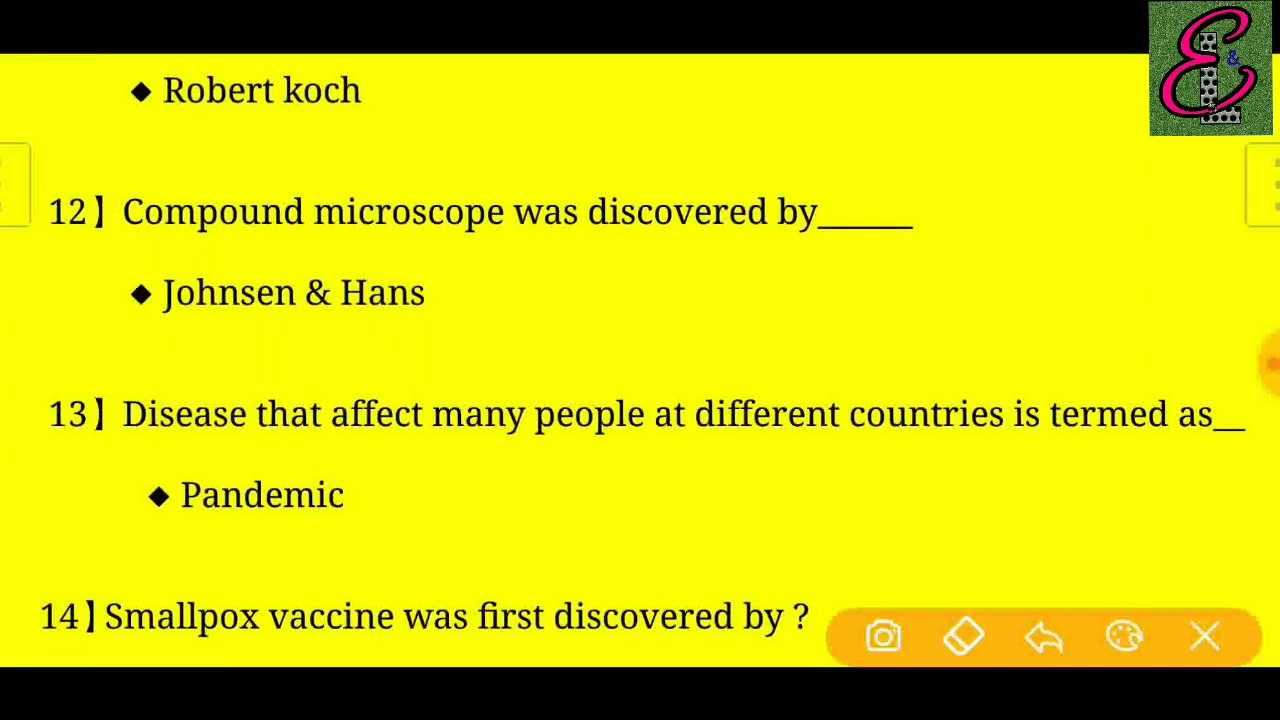 ◆ Robert koch
12】Compound microscope was discovered by______
◆ Johnsen & Hans
13】Disease that affect many people at different countries is termed as__
◆ Pandemic
14】Smallpox vaccine was first discovered by ?
E & L